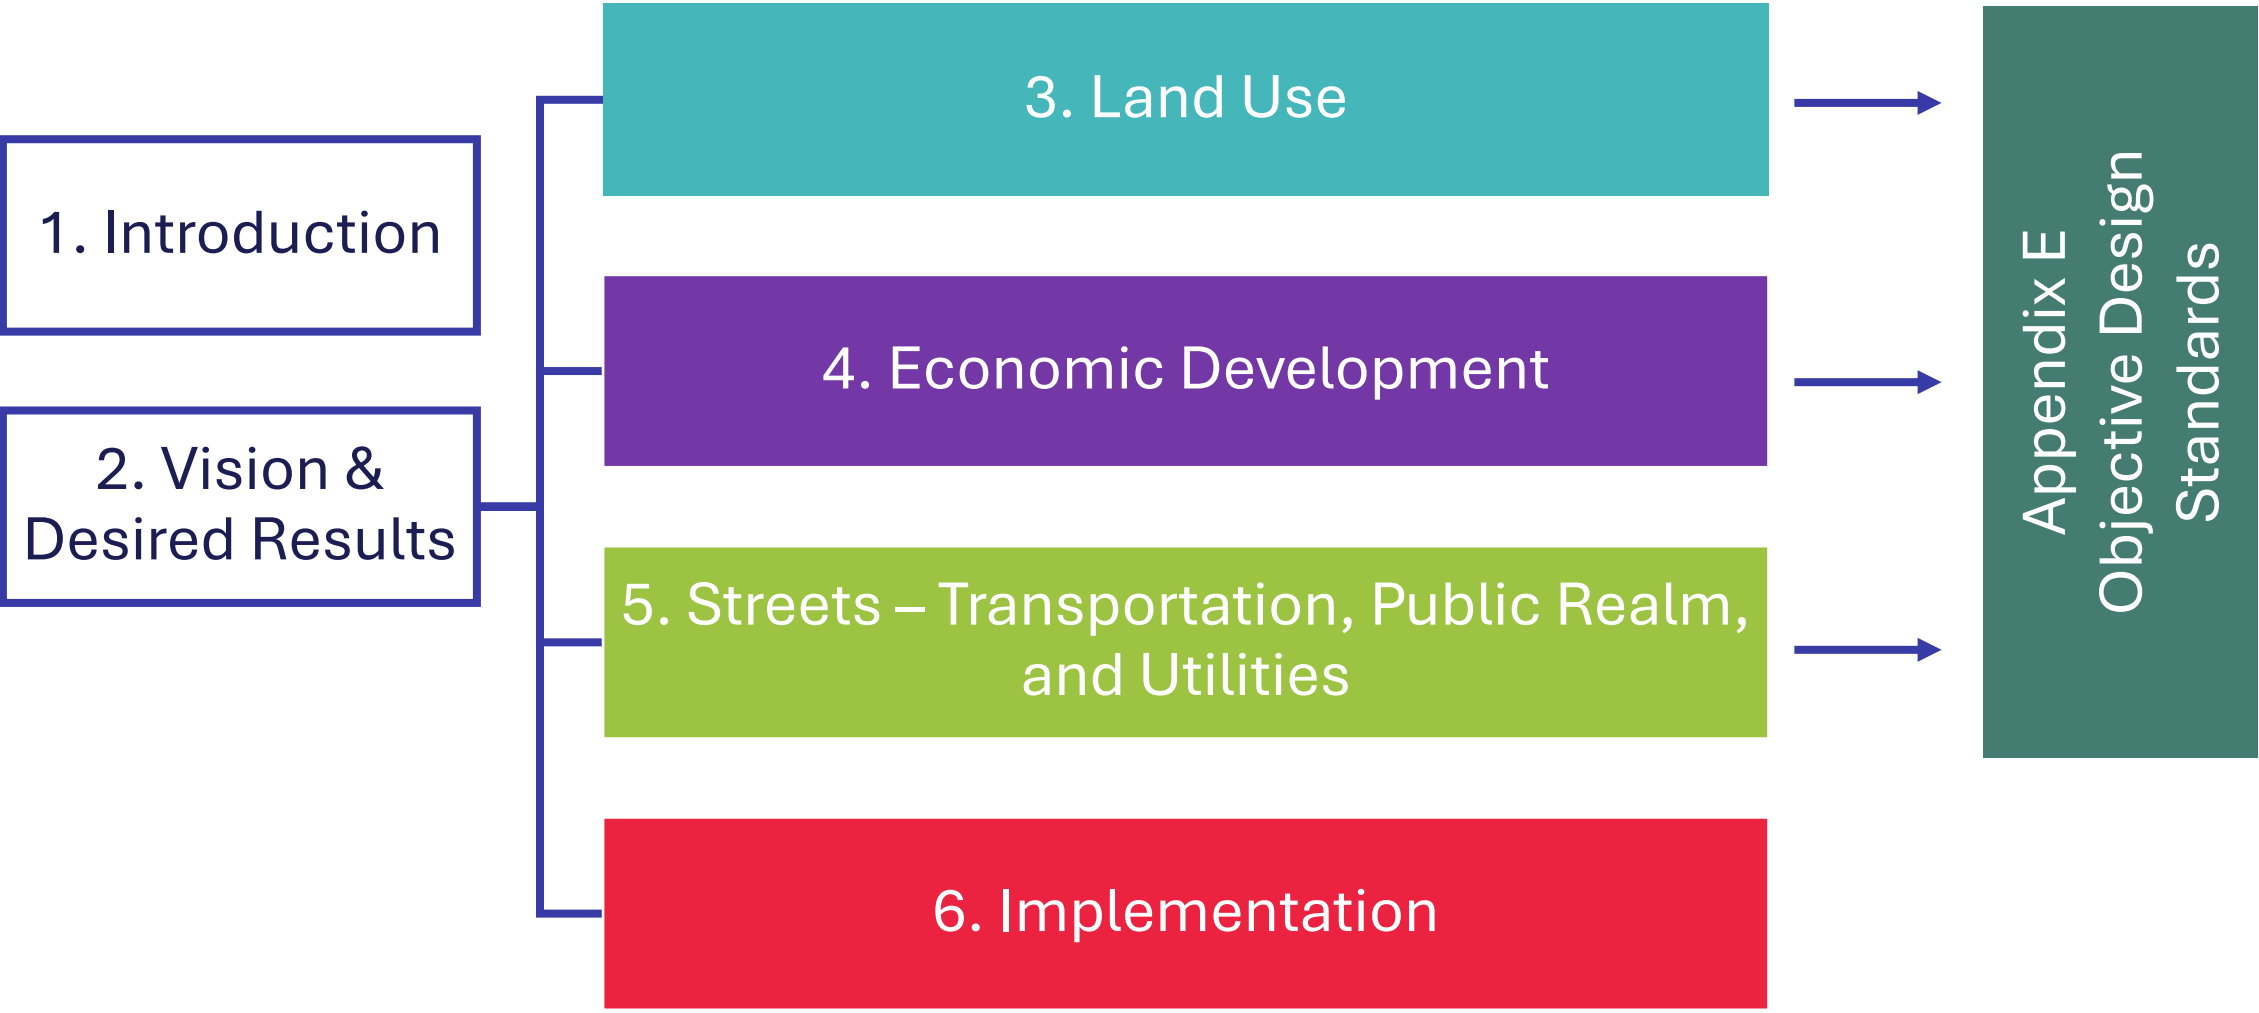 1. Introduction
2. Vision &
Desired Results
3. Land Use
4. Economic Development
5. Streets – Transportation, Public Realm,
and Utilities
6. Implementation
Appendix E
Objective Design
Standards